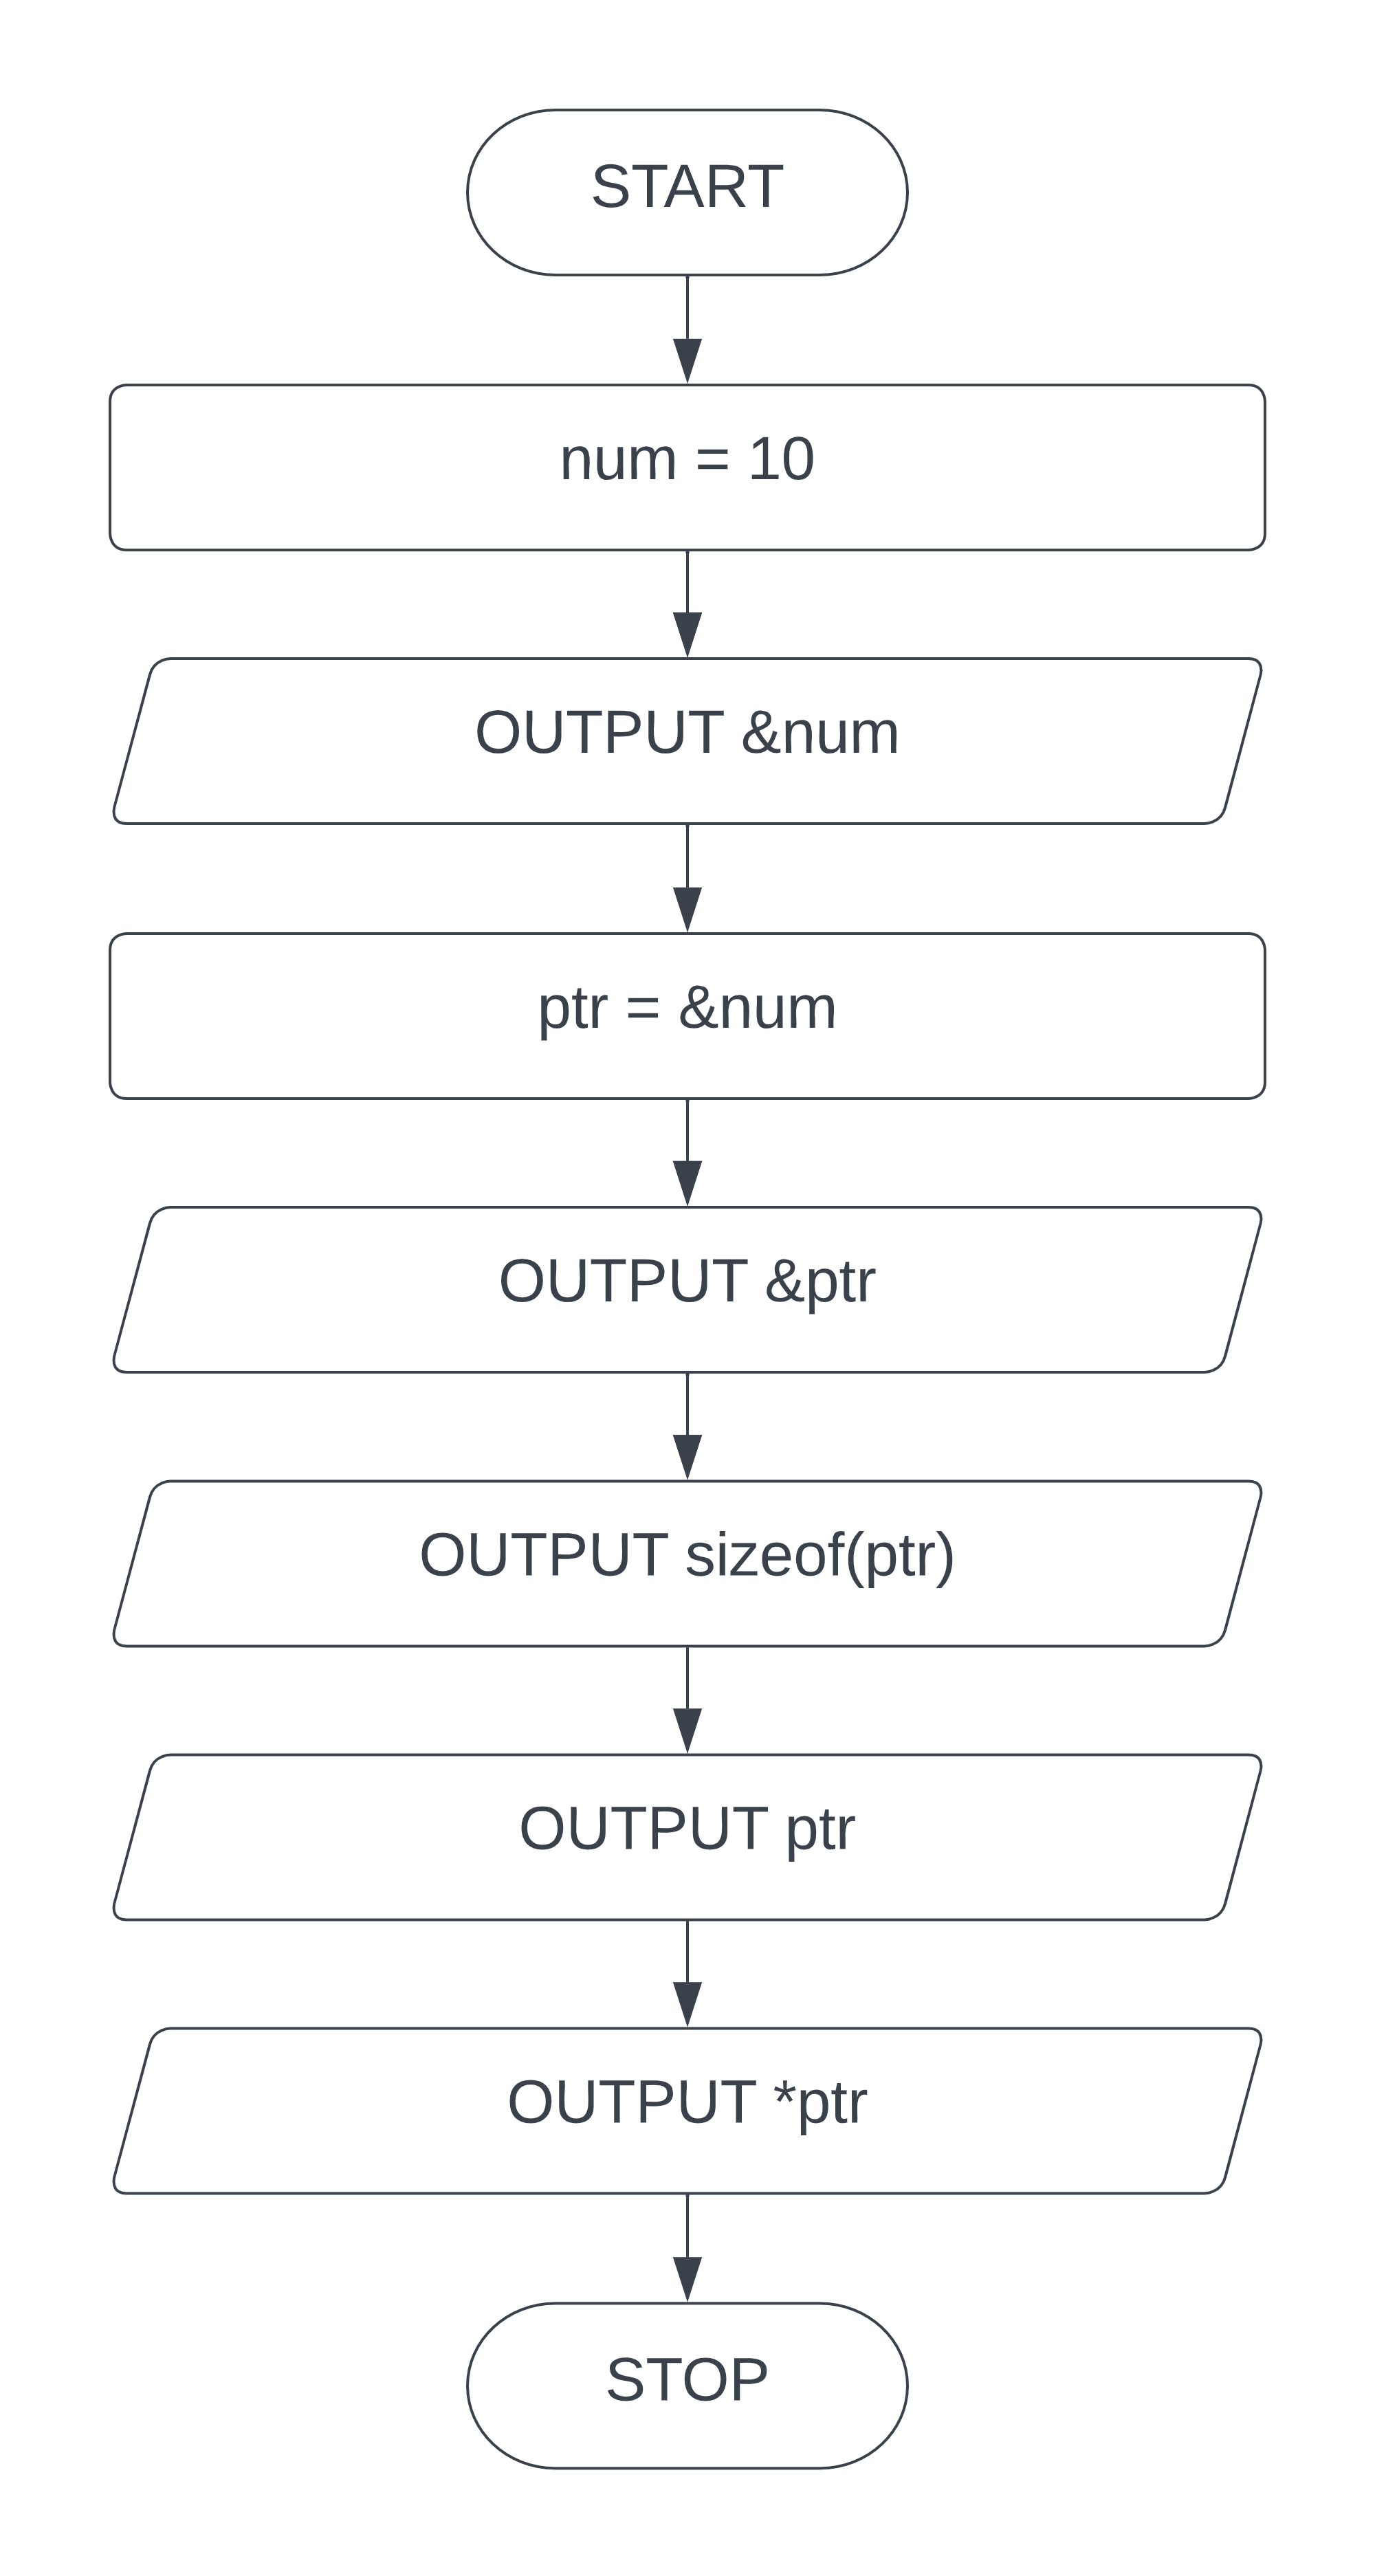 START
num = 10
OUTPUT &num
ptr = &num
OUTPUT &ptr
OUTPUT sizeof(ptr)
OUTPUT ptr
OUTPUT *ptr
STOP